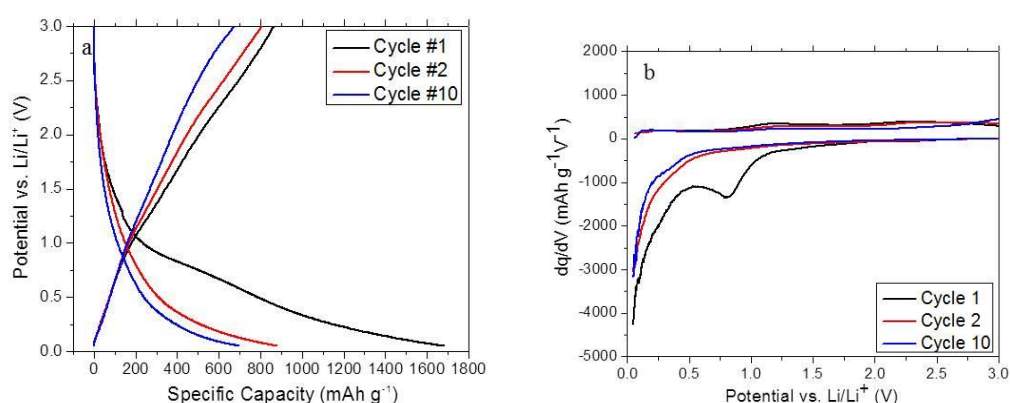 a
Cycle #1
Cycle #2
Cycle #10
3.0
2.5
2.0
1.5
1.0
0.5
0.0
Potential vs. Li/Li⁺ (V)
0 200 400 600 800 1000 1200 1400 1600 1800
Specific Capacity (mAh g⁻¹)
b
2000
1000
0
-1000
-2000
-3000
-4000
-5000
dq/dV (mAh g⁻¹V⁻¹)
Cycle 1
Cycle 2
Cycle 10
0.0 0.5 1.0 1.5 2.0 2.5 3.0
Potential vs. Li/Li⁺ (V)